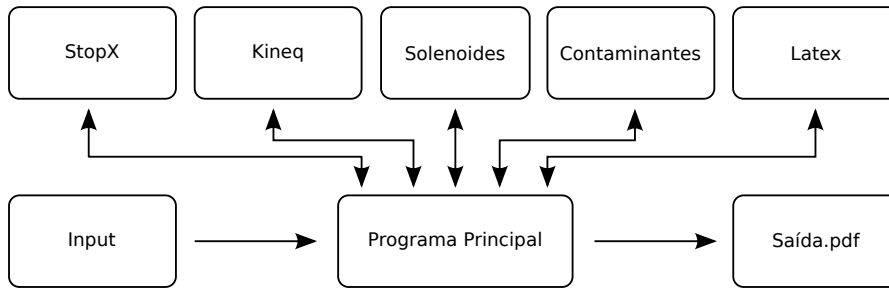 StopX
Kineq
Solenoides
Contaminantes
Latex
Input
Programa Principal
Saída.pdf